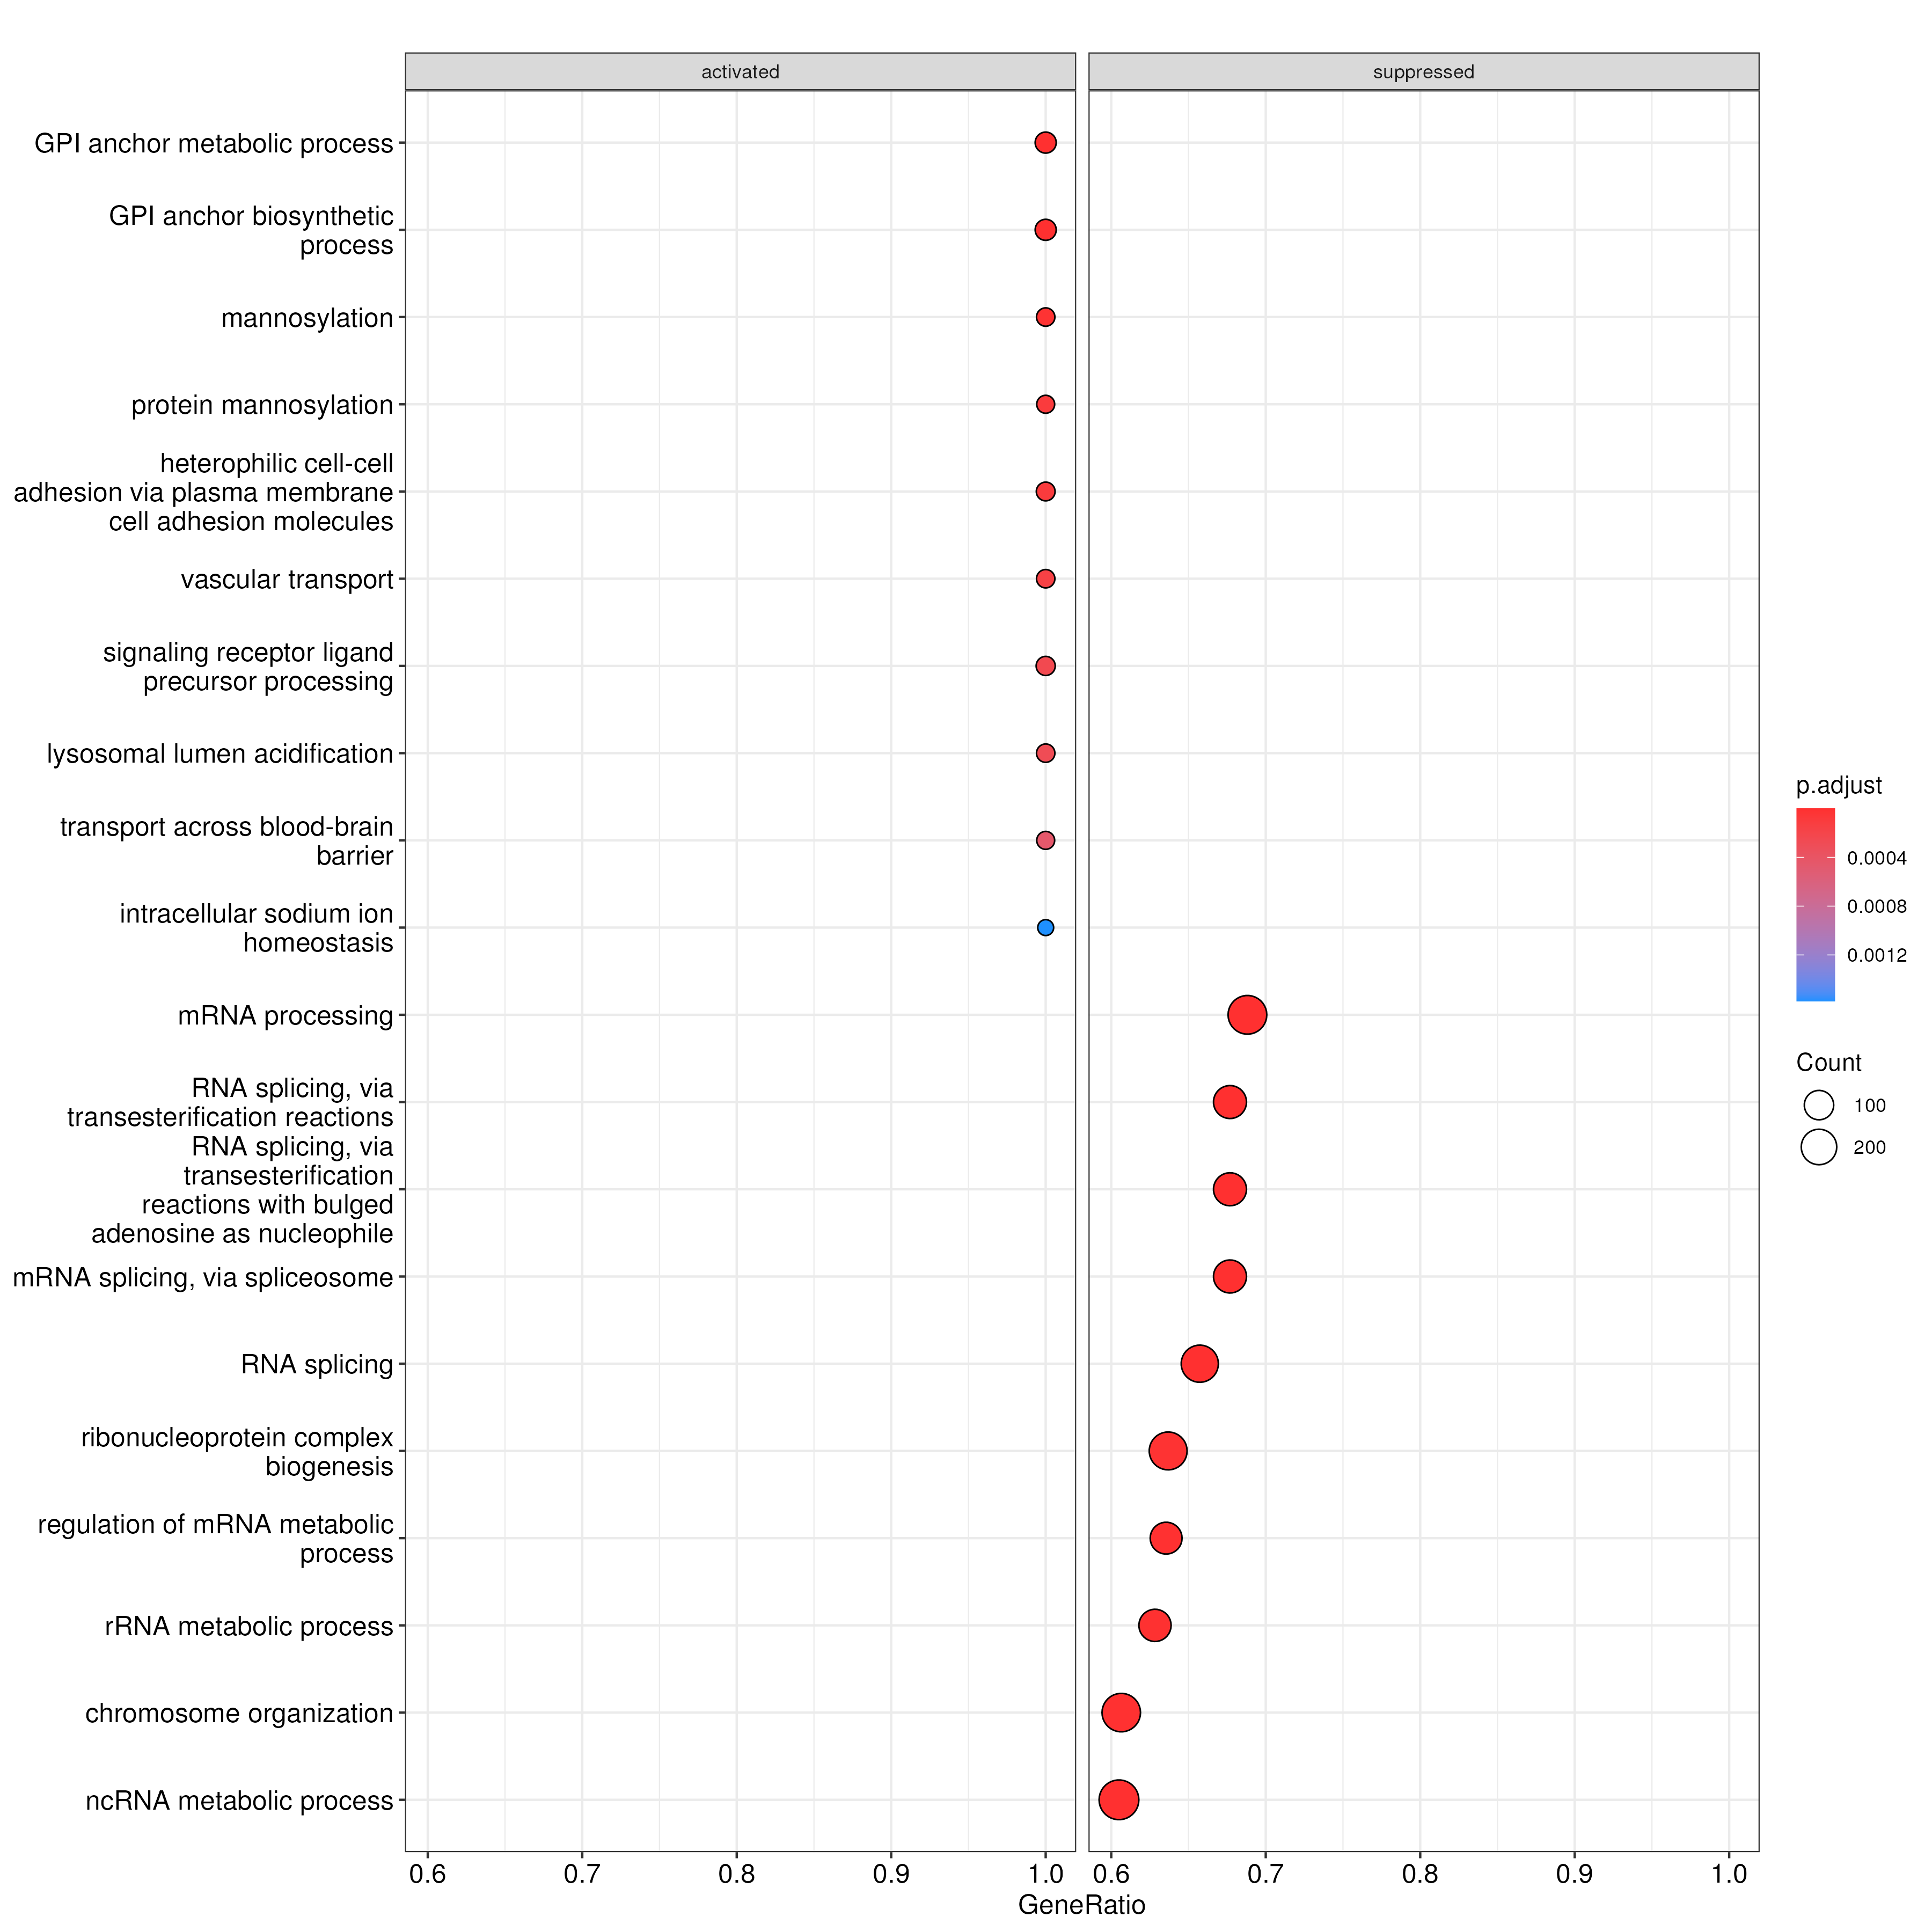 activated
suppressed
GPI anchor metabolic process
GPI anchor biosynthetic
process
mannosylation
protein mannosylation
heterophilic cell-cell
adhesion via plasma membrane
cell adhesion molecules
vascular transport
signaling receptor ligand
precursor processing
lysosomal lumen acidification
transport across blood-brain
barrier
intracellular sodium ion
homeostasis
mRNA processing
RNA splicing, via
transesterification reactions
RNA splicing, via
transesterification
reactions with bulged
adenosine as nucleophile
mRNA splicing, via spliceosome
RNA splicing
ribonucleoprotein complex
biogenesis
regulation of mRNA metabolic
process
rRNA metabolic process
chromosome organization
ncRNA metabolic process
0.6 0.7 0.8 0.9 1.0 0.6 0.7 0.8 0.9 1.0
GeneRatio
p.adjust
0.0004
0.0008
0.0012
Count
100
200